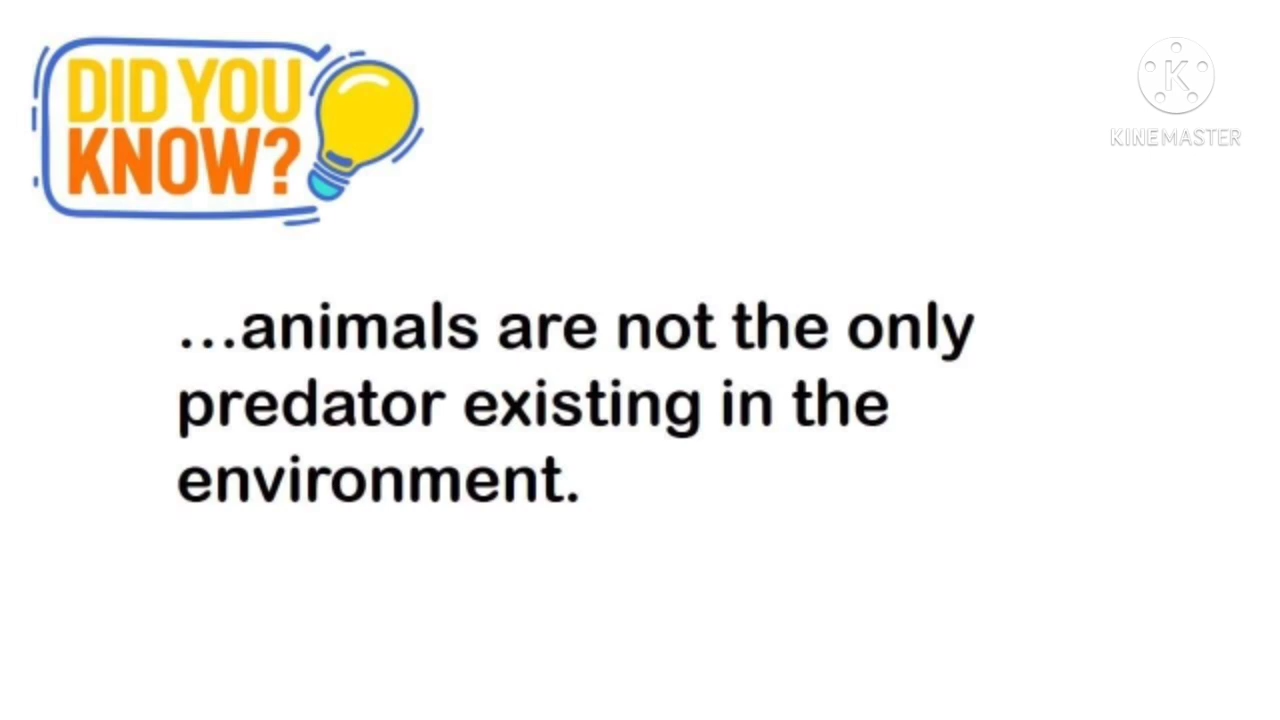 DID YOU
KNOW?
K
KINEMASTER
...animals are not the only
predator existing in the
environment.